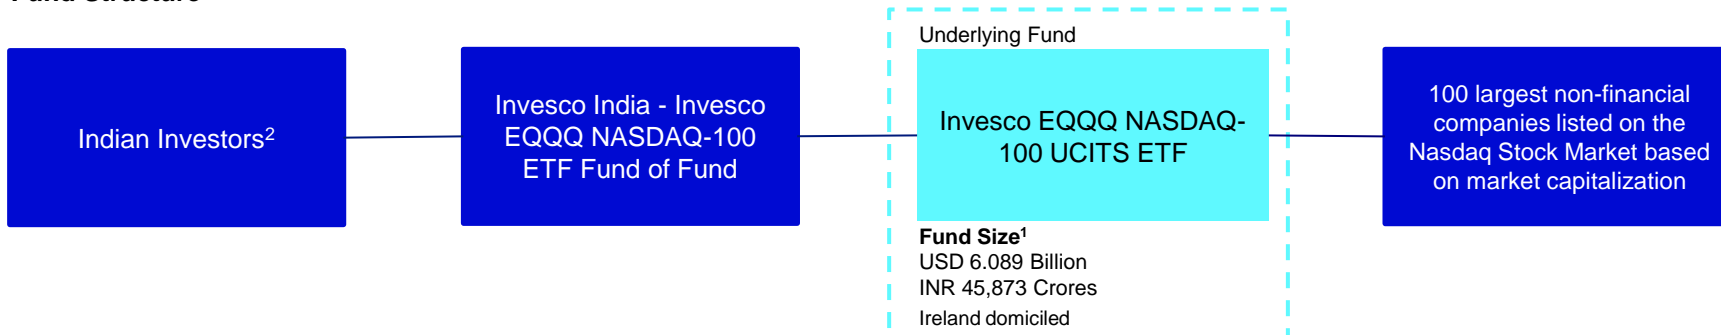 Fund Structure
Indian Investors²
Invesco India - Invesco
EQQQ NASDAQ-100
ETF Fund of Fund
Underlying Fund
Invesco EQQQ NASDAQ-
100 UCITS ETF
Fund Size¹
USD 6.089 Billion
INR 45,873 Crores
Ireland domiciled
100 largest non-financial
companies listed on the
Nasdaq Stock Market based
on market capitalization